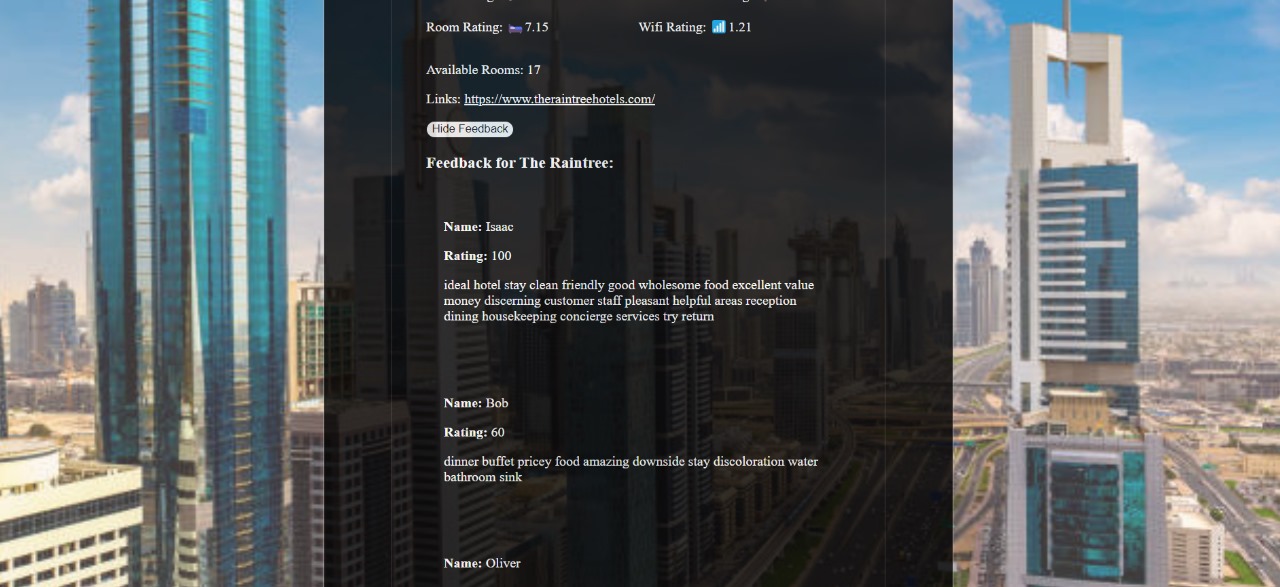 Room Rating: 7.15 Wifi Rating: 1.21
Available Rooms: 17
Links: https://www.theraintreehotels.com/
Hide Feedback
Feedback for The Raintree:
Name: Isaac
Rating: 100
ideal hotel stay clean friendly good wholesome food excellent value
money discerning customer staff pleasant helpful areas reception
dining housekeeping concierge services try return
Name: Bob
Rating: 60
dinner buffet pricey food amazing downside stay discoloration water
bathroom sink
Name: Oliver